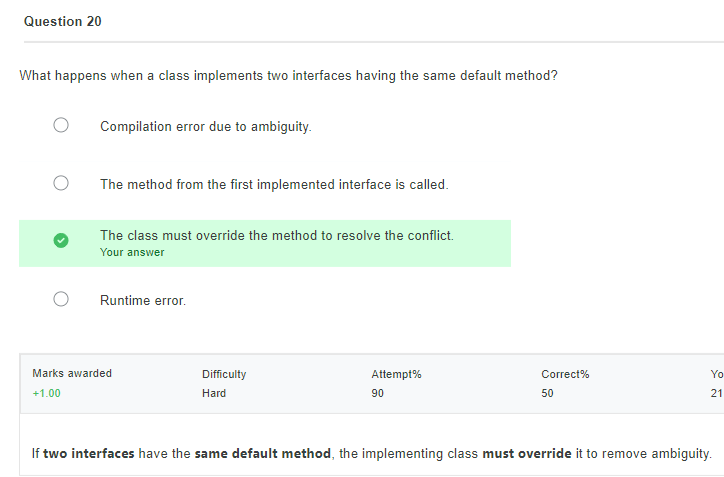 Question 20
What happens when a class implements two interfaces having the same default method?
Compilation error due to ambiguity.
The method from the first implemented interface is called.
The class must override the method to resolve the conflict.
Your answer
Runtime error.
Marks awarded Difficulty Attempt% Correct% Yo
+1.00 Hard 90 50 21
If two interfaces have the same default method, the implementing class must override it to remove ambiguity.